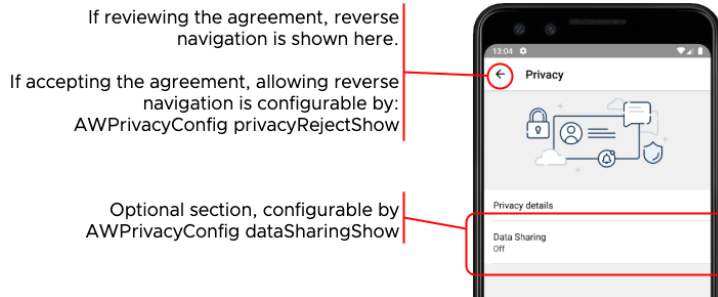 If reviewing the agreement, reverse
navigation is shown here.
If accepting the agreement, allowing reverse
navigation is configurable by:
AWPrivacyConfig privacyRejectShow
Optional section, configurable by
AWPrivacyConfig dataSharingShow
13:04
Privacy
Privacy details
Data Sharing
Off